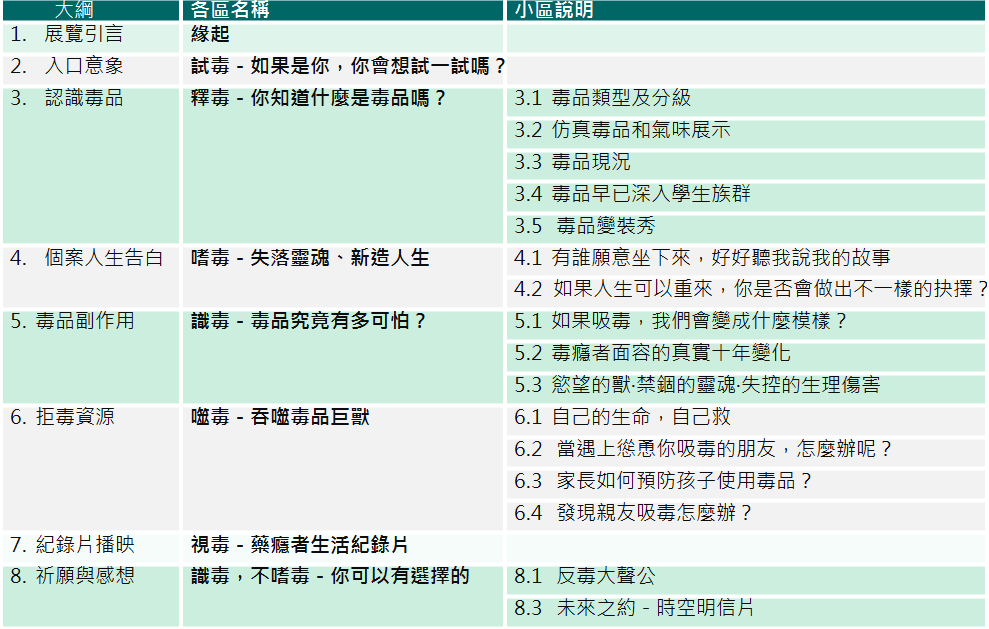 大綱 各區名稱 小區說明
1. 展覽引言 緣起
2. 入口意象 試毒 - 如果是你，你會想試一試嗎？
3. 認識毒品 釋毒 - 你知道什麼是毒品嗎？ 3.1 毒品類型及分級
3.2 仿真毒品和氣味展示
3.3 毒品現況
3.4 毒品早已深入學生族群
3.5 毒品變裝秀
4. 個案人生告白 嗜毒 - 失落靈魂、新造人生 4.1 有誰願意坐下來，好好聽我說我的故事
4.2 如果人生可以重來，你是否會做出不一樣的抉擇？
5. 毒品副作用 識毒 - 毒品究竟有多可怕？ 5.1 如果吸毒，我們會變成什麼模樣？
5.2 毒癮者面容的真實十年變化
5.3 慾望的獸‧禁錮的靈魂‧失控的生理傷害
6. 拒毒資源 噬毒 - 吞噬毒品巨獸 6.1 自己的生命，自己救
6.2 當遇上慫恿你吸毒的朋友，怎麼辦呢？
6.3 家長如何預防孩子使用毒品？
6.4 發現親友吸毒怎麼辦？
7. 紀錄片播映 視毒 - 藥癮者生活紀錄片
8. 祈願與感想 識毒，不嗜毒 - 你可以有選擇的 8.1 反毒大聲公
8.3 未來之約 - 時空明信片